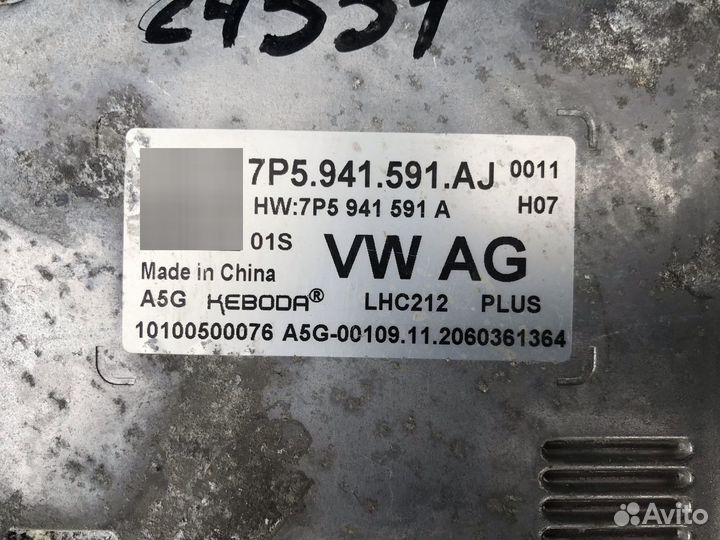 24551
7P5.941.591.AJ 0011
HW:7P5 941 591 A H07
01S VW AG
Made in China
A5G KEBODA® LHC212 PLUS
10100500076 A5G-00109.11.2060361364
Avito